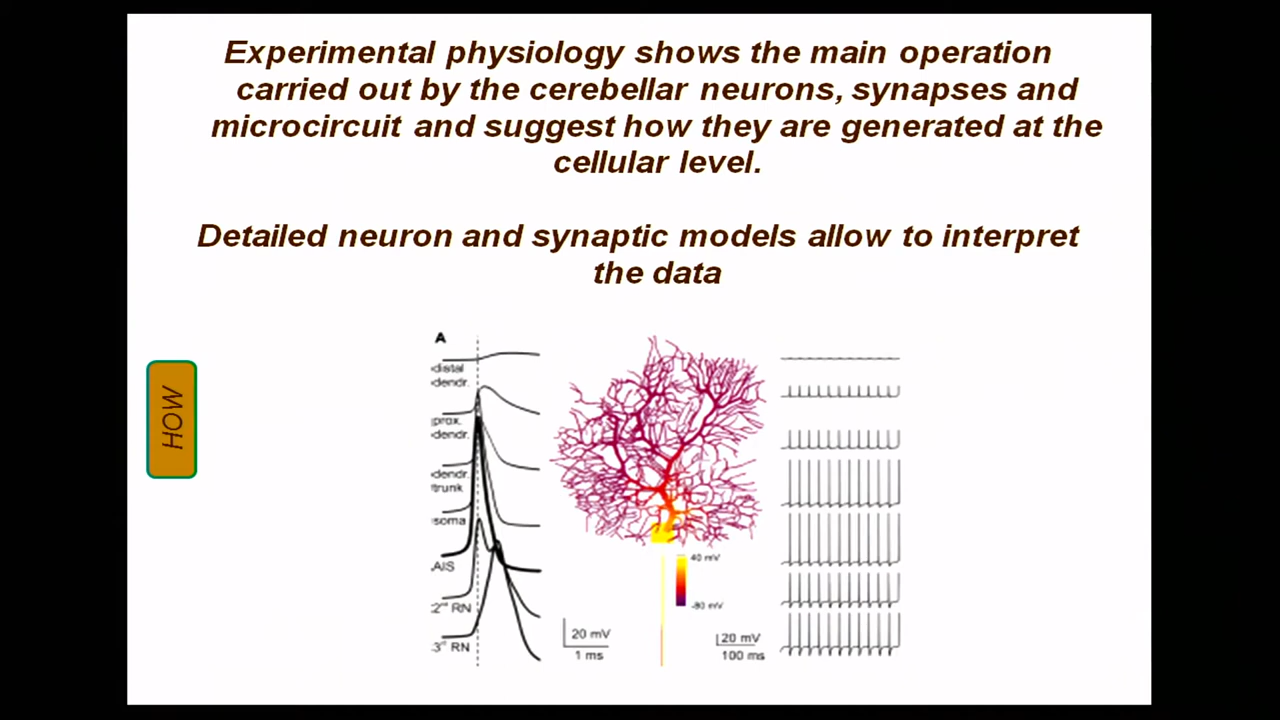 Experimental physiology shows the main operation
carried out by the cerebellar neurons, synapses and
microcircuit and suggest how they are generated at the
cellular level.
Detailed neuron and synaptic models allow to interpret
the data
HOW
A
distal
dendr.
prox.
dendr.
dendr.
trunk
soma
AIS
2nd RN
3rd RN
20 mV
1 ms
40 mV
-80 mV
20 mV
100 ms